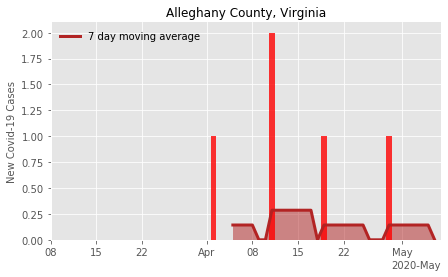 Alleghany County, Virginia
7 day moving average
New Covid-19 Cases
2.00
1.75
1.50
1.25
1.00
0.75
0.50
0.25
0.00
08 15 22 Apr 08 15 22 May
2020-May